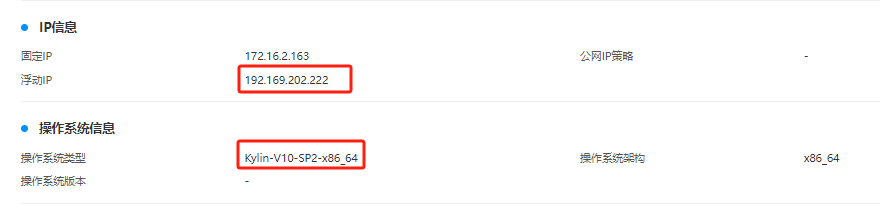 IP信息
固定IP 172.16.2.163 公网IP策略 -
浮动IP 192.169.202.222
操作系统信息
操作系统类型 Kylin-V10-SP2-x86_64 操作系统架构 x86_64
操作系统版本 -